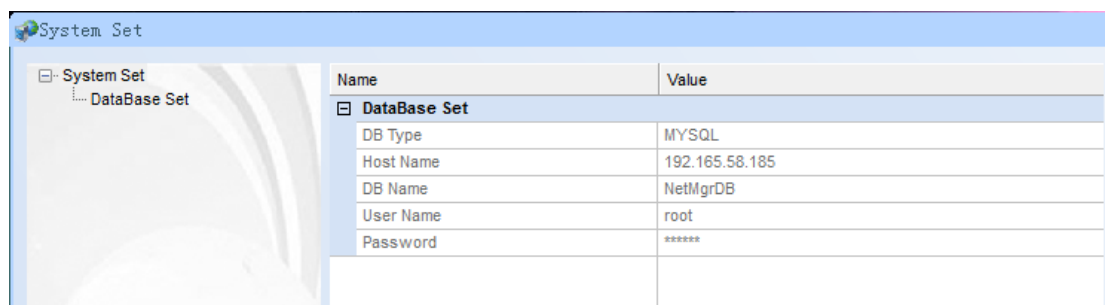 System Set
System Set
DataBase Set
Name Value
DataBase Set
DB Type MYSQL
Host Name 192.165.58.185
DB Name NetMgrDB
User Name root
Password ******